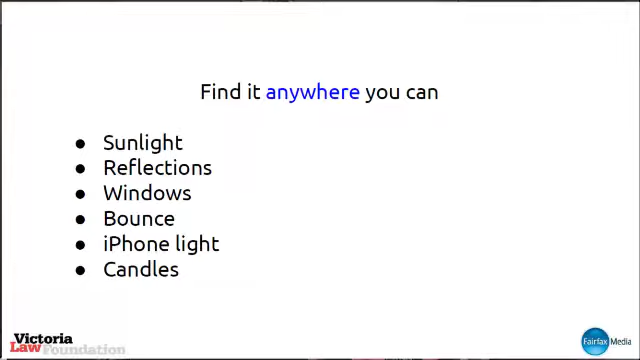 Find it anywhere you can
● Sunlight
● Reflections
● Windows
● Bounce
● iPhone light
● Candles
Victoria
Law Foundation
Fairfax Media